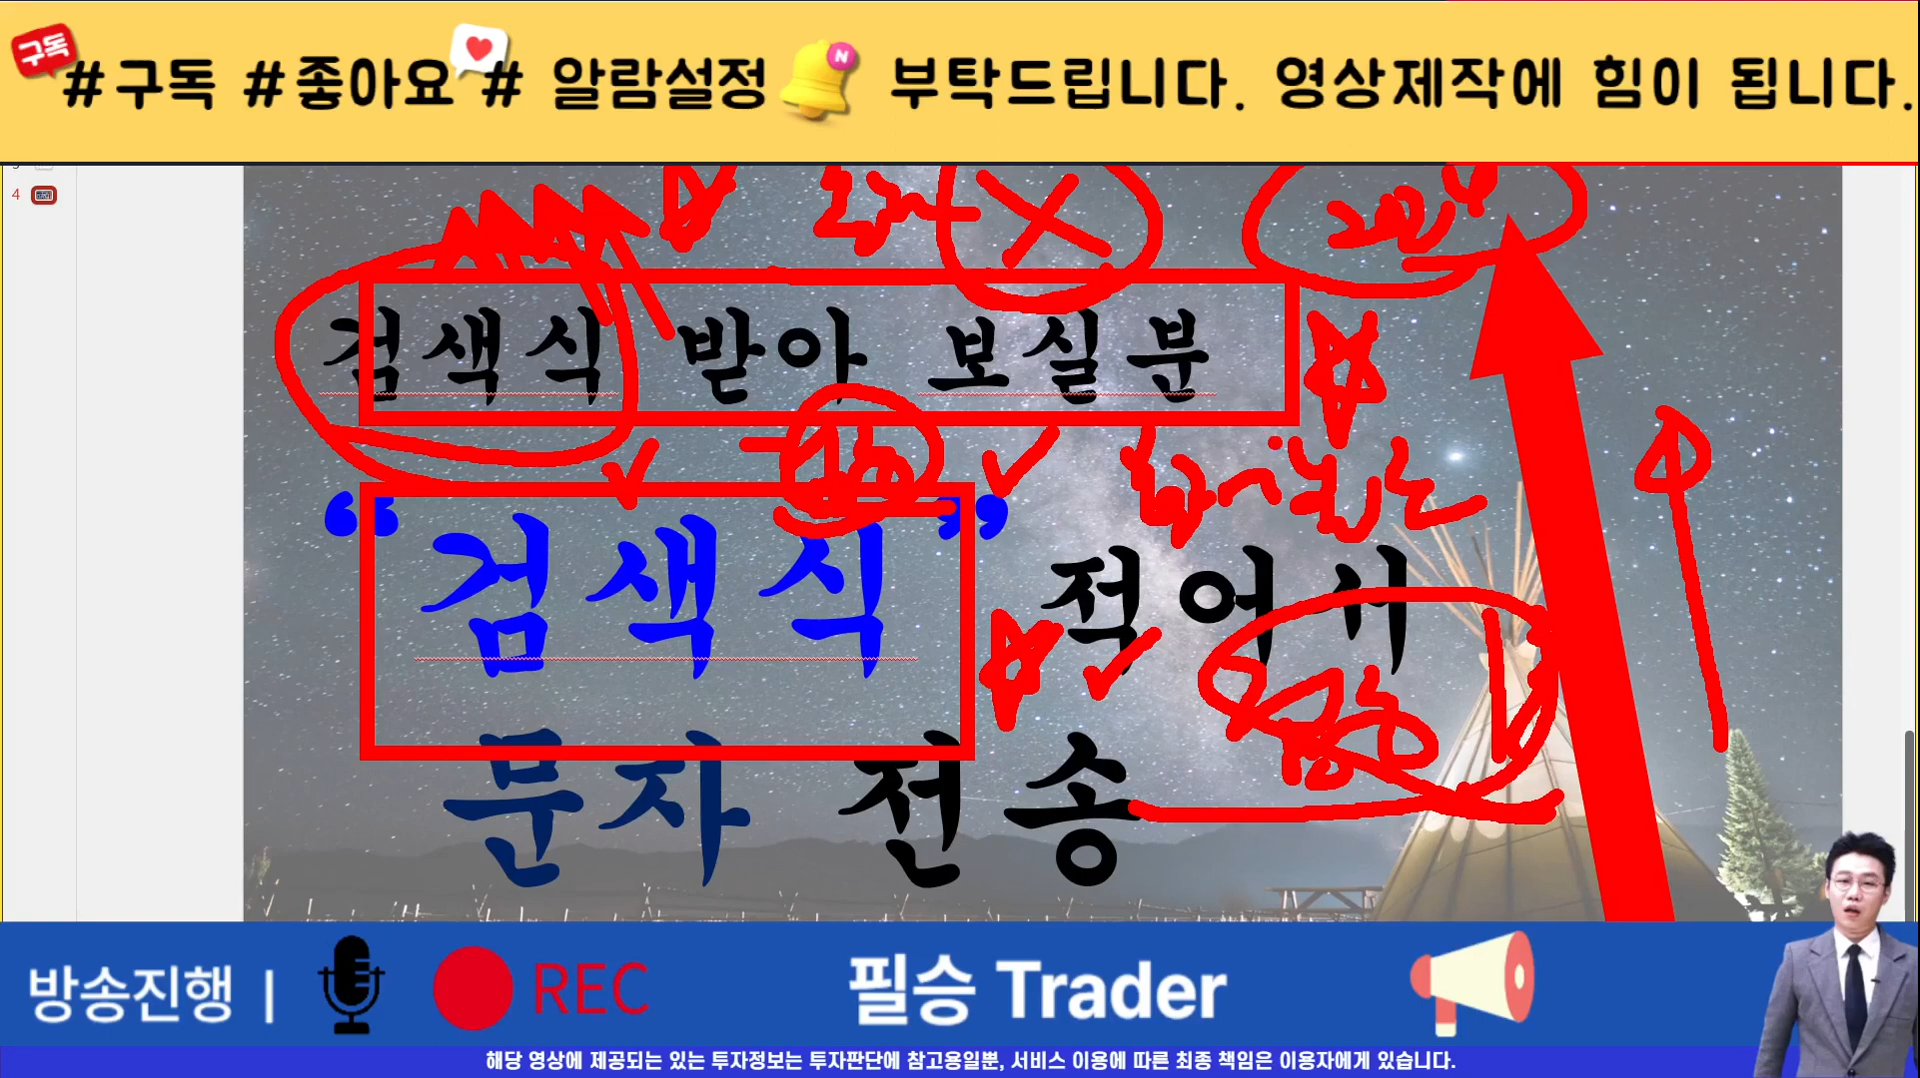 구독
#구독 #좋아요 # 알람설정 N 부탁드립니다. 영상제작에 힘이 됩니다.
4
검색식 받아 보실분
“검색식” 적어서
문자 전송
방송진행 | REC 필승 Trader
해당 영상에 제공되는 있는 투자정보는 투자판단에 참고용일뿐, 서비스 이용에 따른 최종 책임은 이용자에게 있습니다.